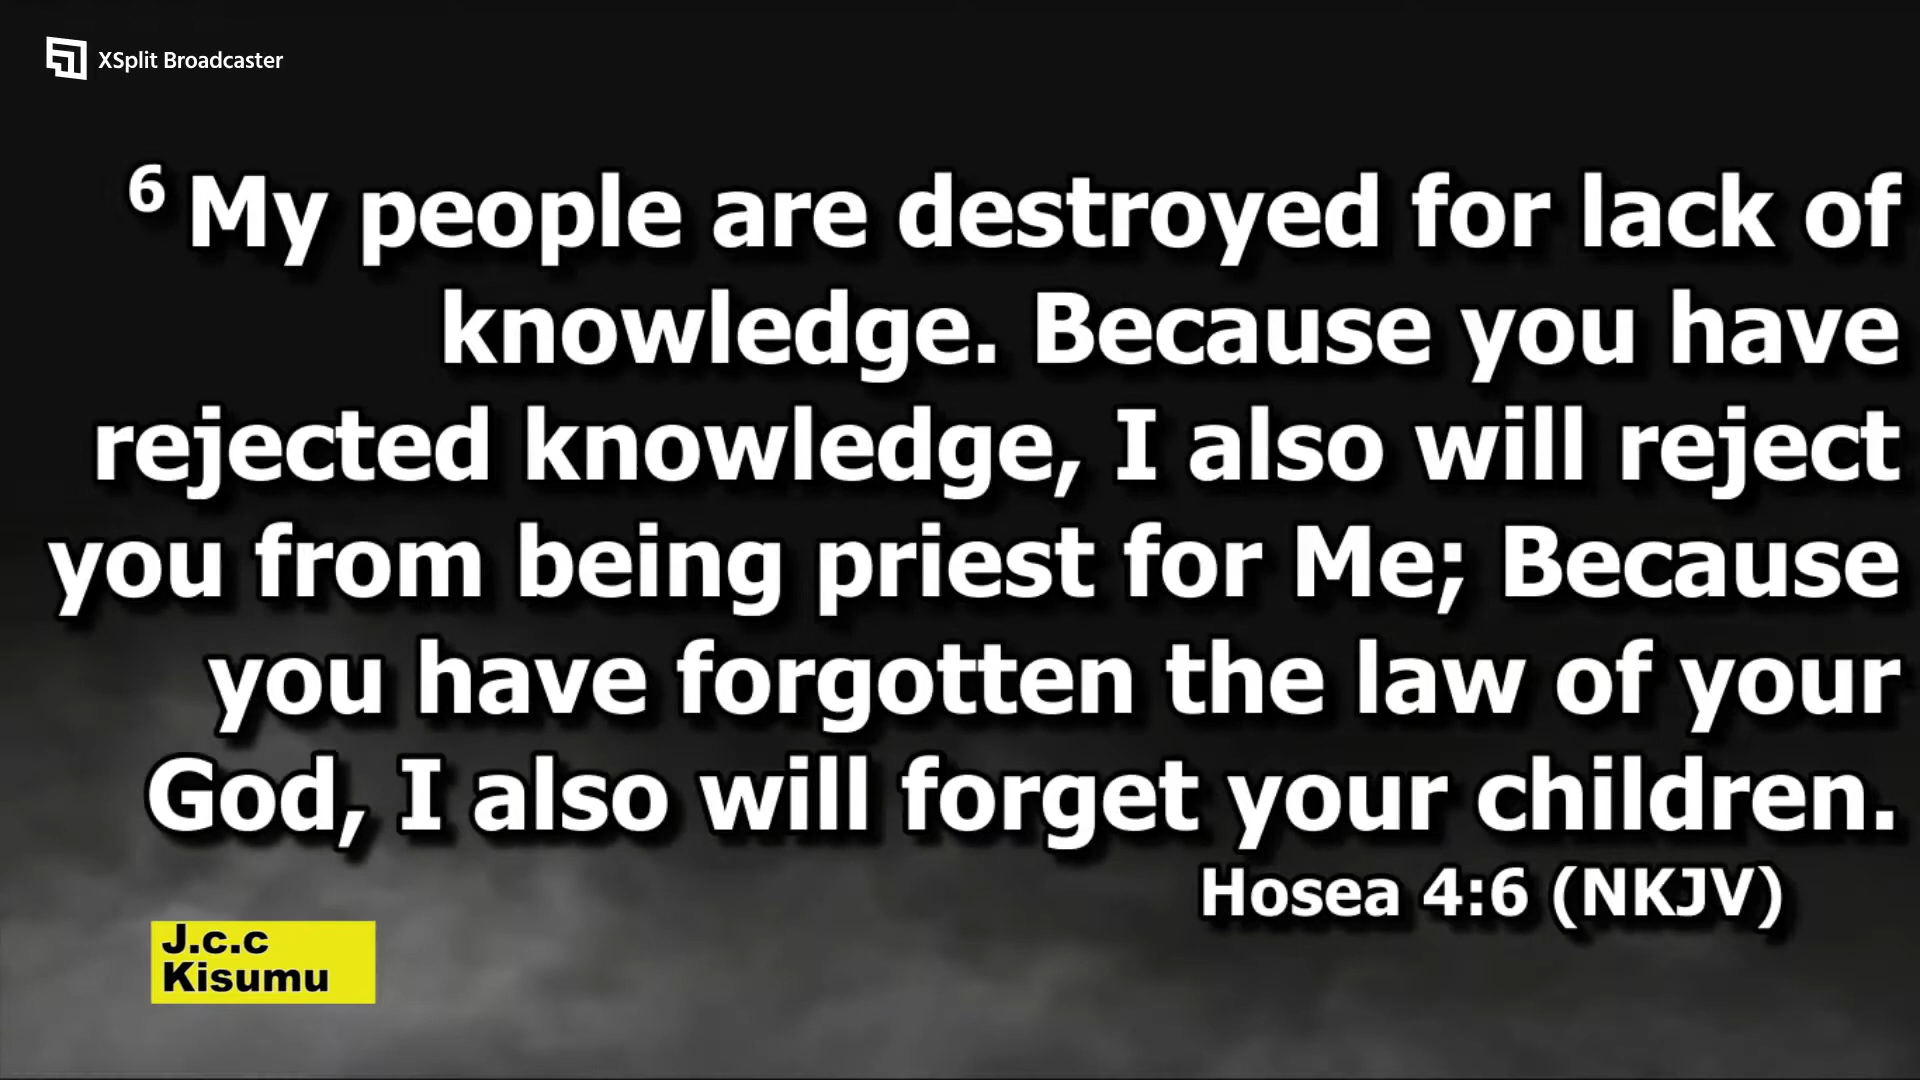 XSplit Broadcaster
6 My people are destroyed for lack of
knowledge. Because you have
rejected knowledge, I also will reject
you from being priest for Me; Because
you have forgotten the law of your
God, I also will forget your children.
Hosea 4:6 (NKJV)
J.c.c
Kisumu